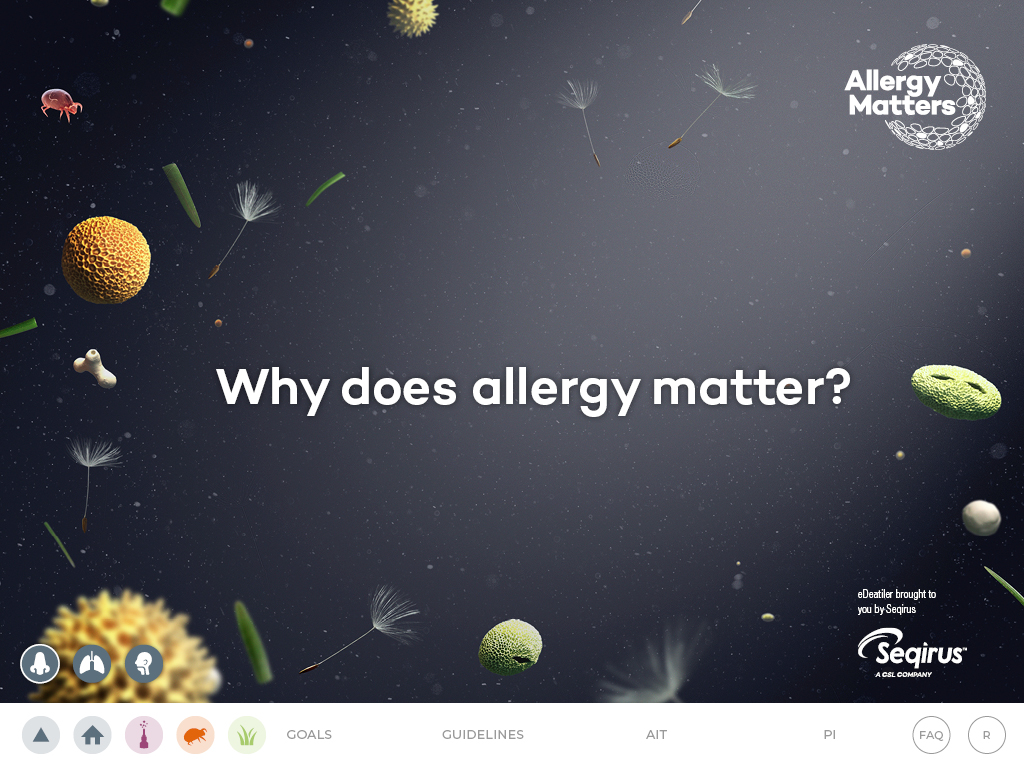 Allergy
Matters
Why does allergy matter?
eDeatiler brought to
you by Seqirus
Seqirus™
A CSL COMPANY
GOALS
GUIDELINES
AIT
PI
FAQ
R